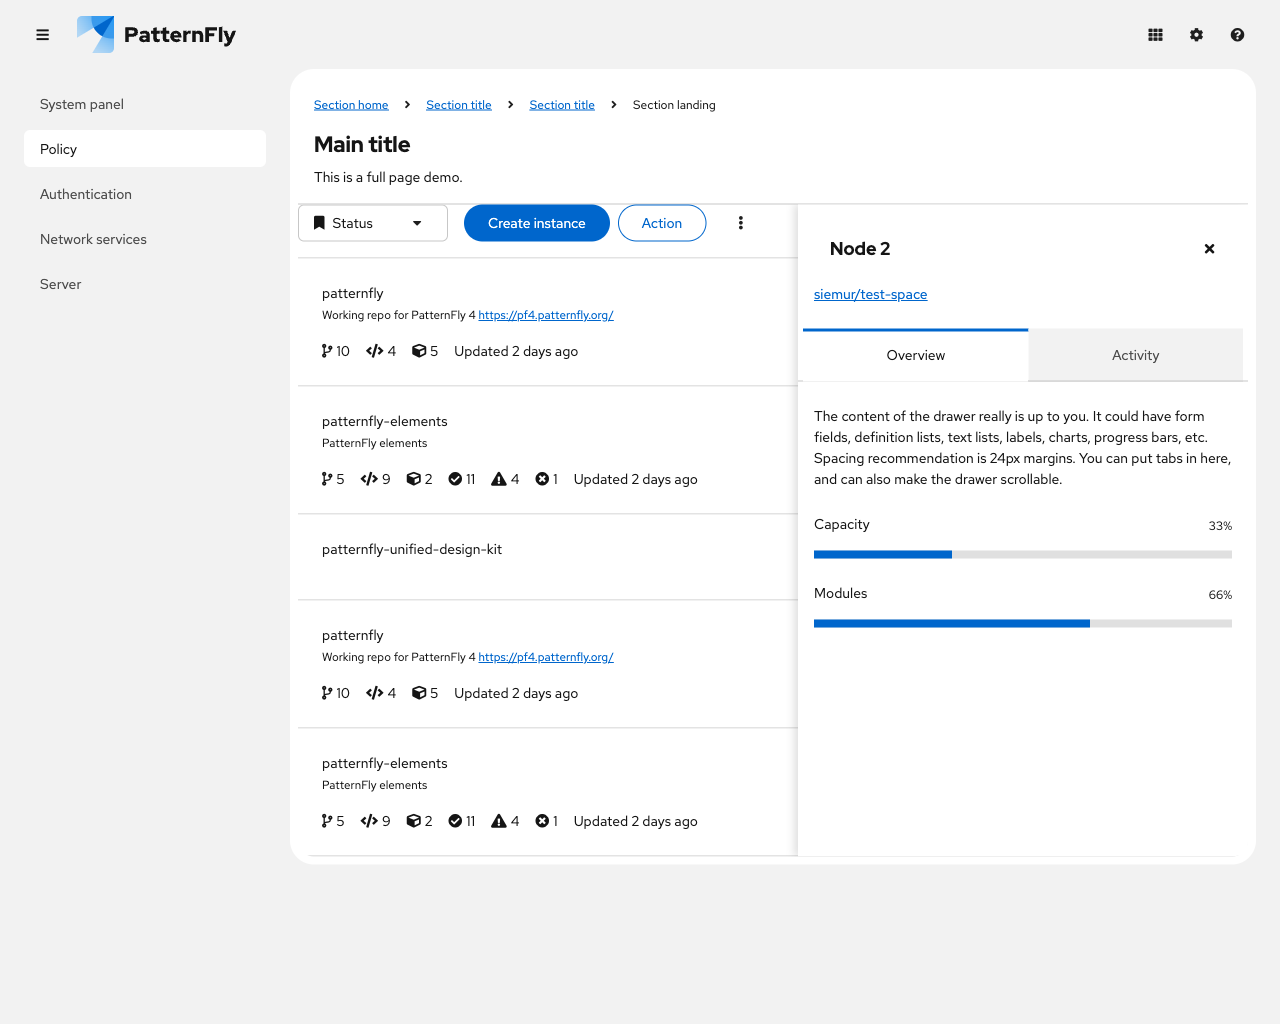 PatternFly
System panel
Policy
Authentication
Network services
Server
Section home
Section title
Section title
Section landing
Main title
This is a full page demo.
Status
Create instance
Action
patternfly
Working repo for PatternFly 4 https://pf4.patternfly.org/
10 4 5 Updated 2 days ago
patternfly-elements
PatternFly elements
5 9 2 11 4 1 Updated 2 days ago
patternfly-unified-design-kit
patternfly
Working repo for PatternFly 4 https://pf4.patternfly.org/
10 4 5 Updated 2 days ago
patternfly-elements
PatternFly elements
5 9 2 11 4 1 Updated 2 days ago
Node 2
siemur/test-space
Overview
Activity
The content of the drawer really is up to you. It could have form
fields, definition lists, text lists, labels, charts, progress bars, etc.
Spacing recommendation is 24px margins. You can put tabs in here,
and can also make the drawer scrollable.
Capacity 33%
Modules 66%